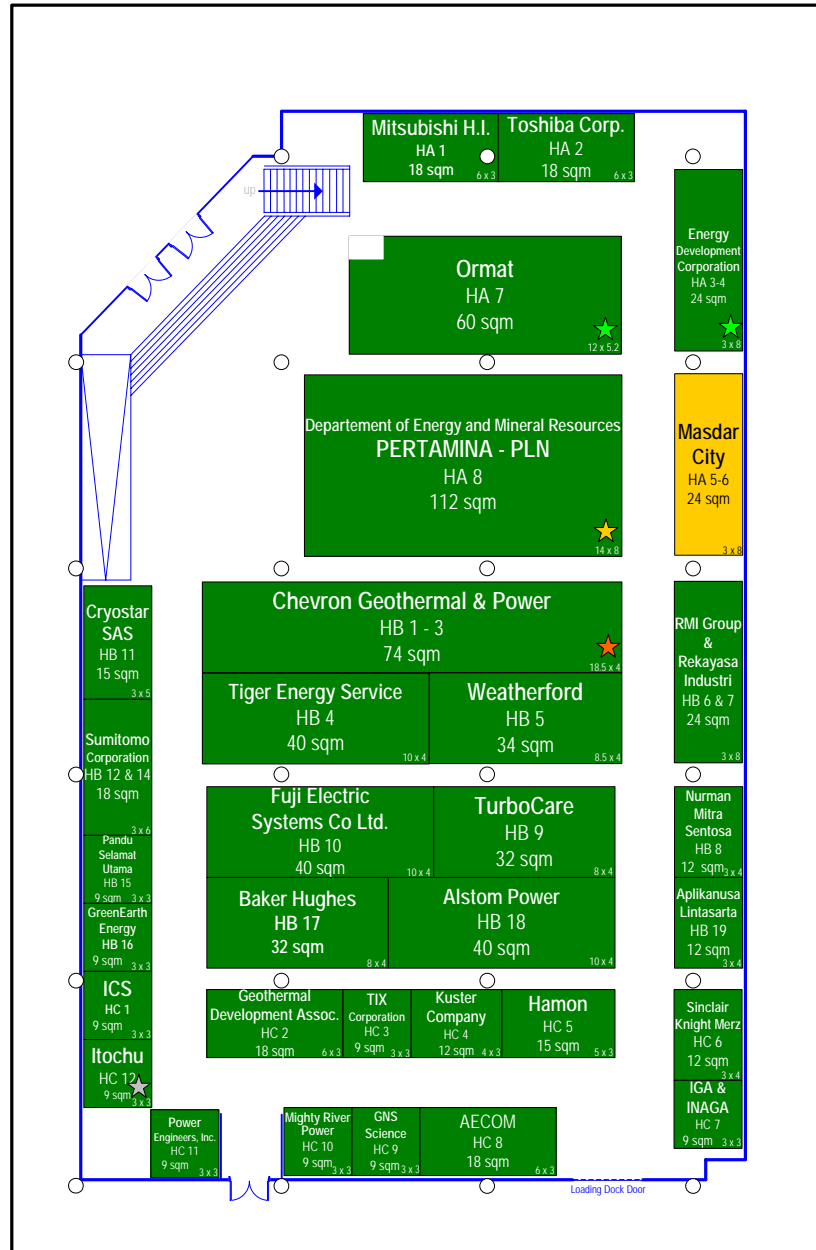 Mitsubishi H.I.
HA 1
18 sqm
6 x 3
Toshiba Corp.
HA 2
18 sqm
6 x 3
up
Energy
Development
Corporation
HA 3-4
24 sqm
3 x 8
Ormat
HA 7
60 sqm
12 x 5.2
Departement of Energy and Mineral Resources
PERTAMINA - PLN
HA 8
112 sqm
14 x 8
Masdar
City
HA 5-6
24 sqm
3 x 8
Chevron Geothermal & Power
HB 1 - 3
74 sqm
18.5 x 4
Cryostar
SAS
HB 11
15 sqm
3 x 5
RMI Group
&
Rekayasa
Industri
HB 6 & 7
24 sqm
3 x 8
Tiger Energy Service
HB 4
40 sqm
10 x 4
Weatherford
HB 5
34 sqm
8.5 x 4
Sumitomo
Corporation
HB 12 & 14
18 sqm
3 x 6
Fuji Electric
Systems Co Ltd.
HB 10
40 sqm
10 x 4
TurboCare
HB 9
32 sqm
8 x 4
Nurman
Mitra
Sentosa
HB 8
12 sqm
3 x 4
Pandu
Selamat
Utama
HB 15
9 sqm
3 x 3
Baker Hughes
HB 17
32 sqm
8 x 4
Alstom Power
HB 18
40 sqm
10 x 4
Aplikanusa
Lintasarta
HB 19
12 sqm
3 x 4
GreenEarth
Energy
HB 16
9 sqm
3 x 3
ICS
HC 1
9 sqm
3 x 3
Geothermal
Development Assoc.
HC 2
18 sqm
6 x 3
TIX
Corporation
HC 3
9 sqm
3 x 3
Kuster
Company
HC 4
12 sqm
4 x 3
Hamon
HC 5
15 sqm
5 x 3
Sinclair
Knight Merz
HC 6
12 sqm
3 x 4
Itochu
HC 12
9 sqm
3 x 3
IGA &
INAGA
HC 7
9 sqm
3 x 3
Power
Engineers, Inc.
HC 11
9 sqm
3 x 3
Mighty River
Power
HC 10
9 sqm
3 x 3
GNS
Science
HC 9
9 sqm
3 x 3
AECOM
HC 8
18 sqm
6 x 3
Loading Dock Door